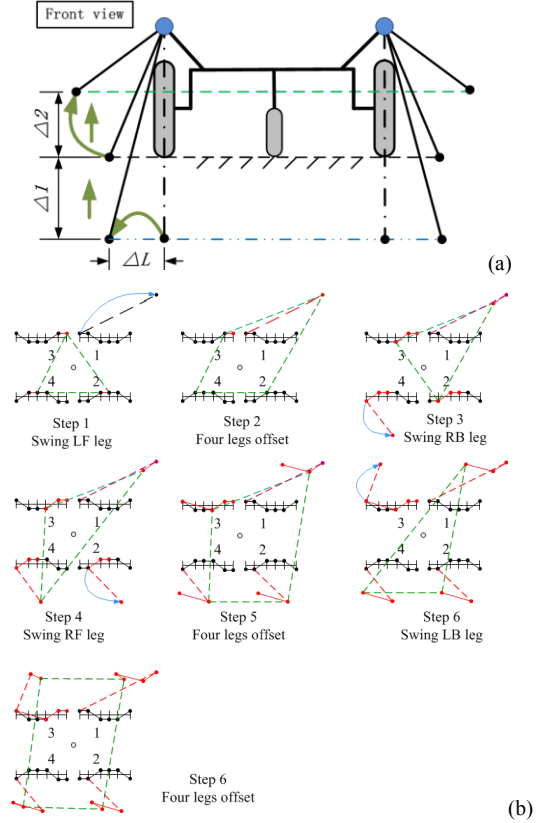 Front view
Δ2
Δ1
ΔL
(a)
3 1
4 2
Step 1
Swing LF leg
3 1
4 2
Step 2
Four legs offset
3 1
4 2
Step 3
Swing RB leg
3 1
4 2
Step 4
Swing RF leg
3 1
4 2
Step 5
Four legs offset
3 1
4 2
Step 6
Swing LB leg
3 1
4 2
Step 6
Four legs offset
(b)